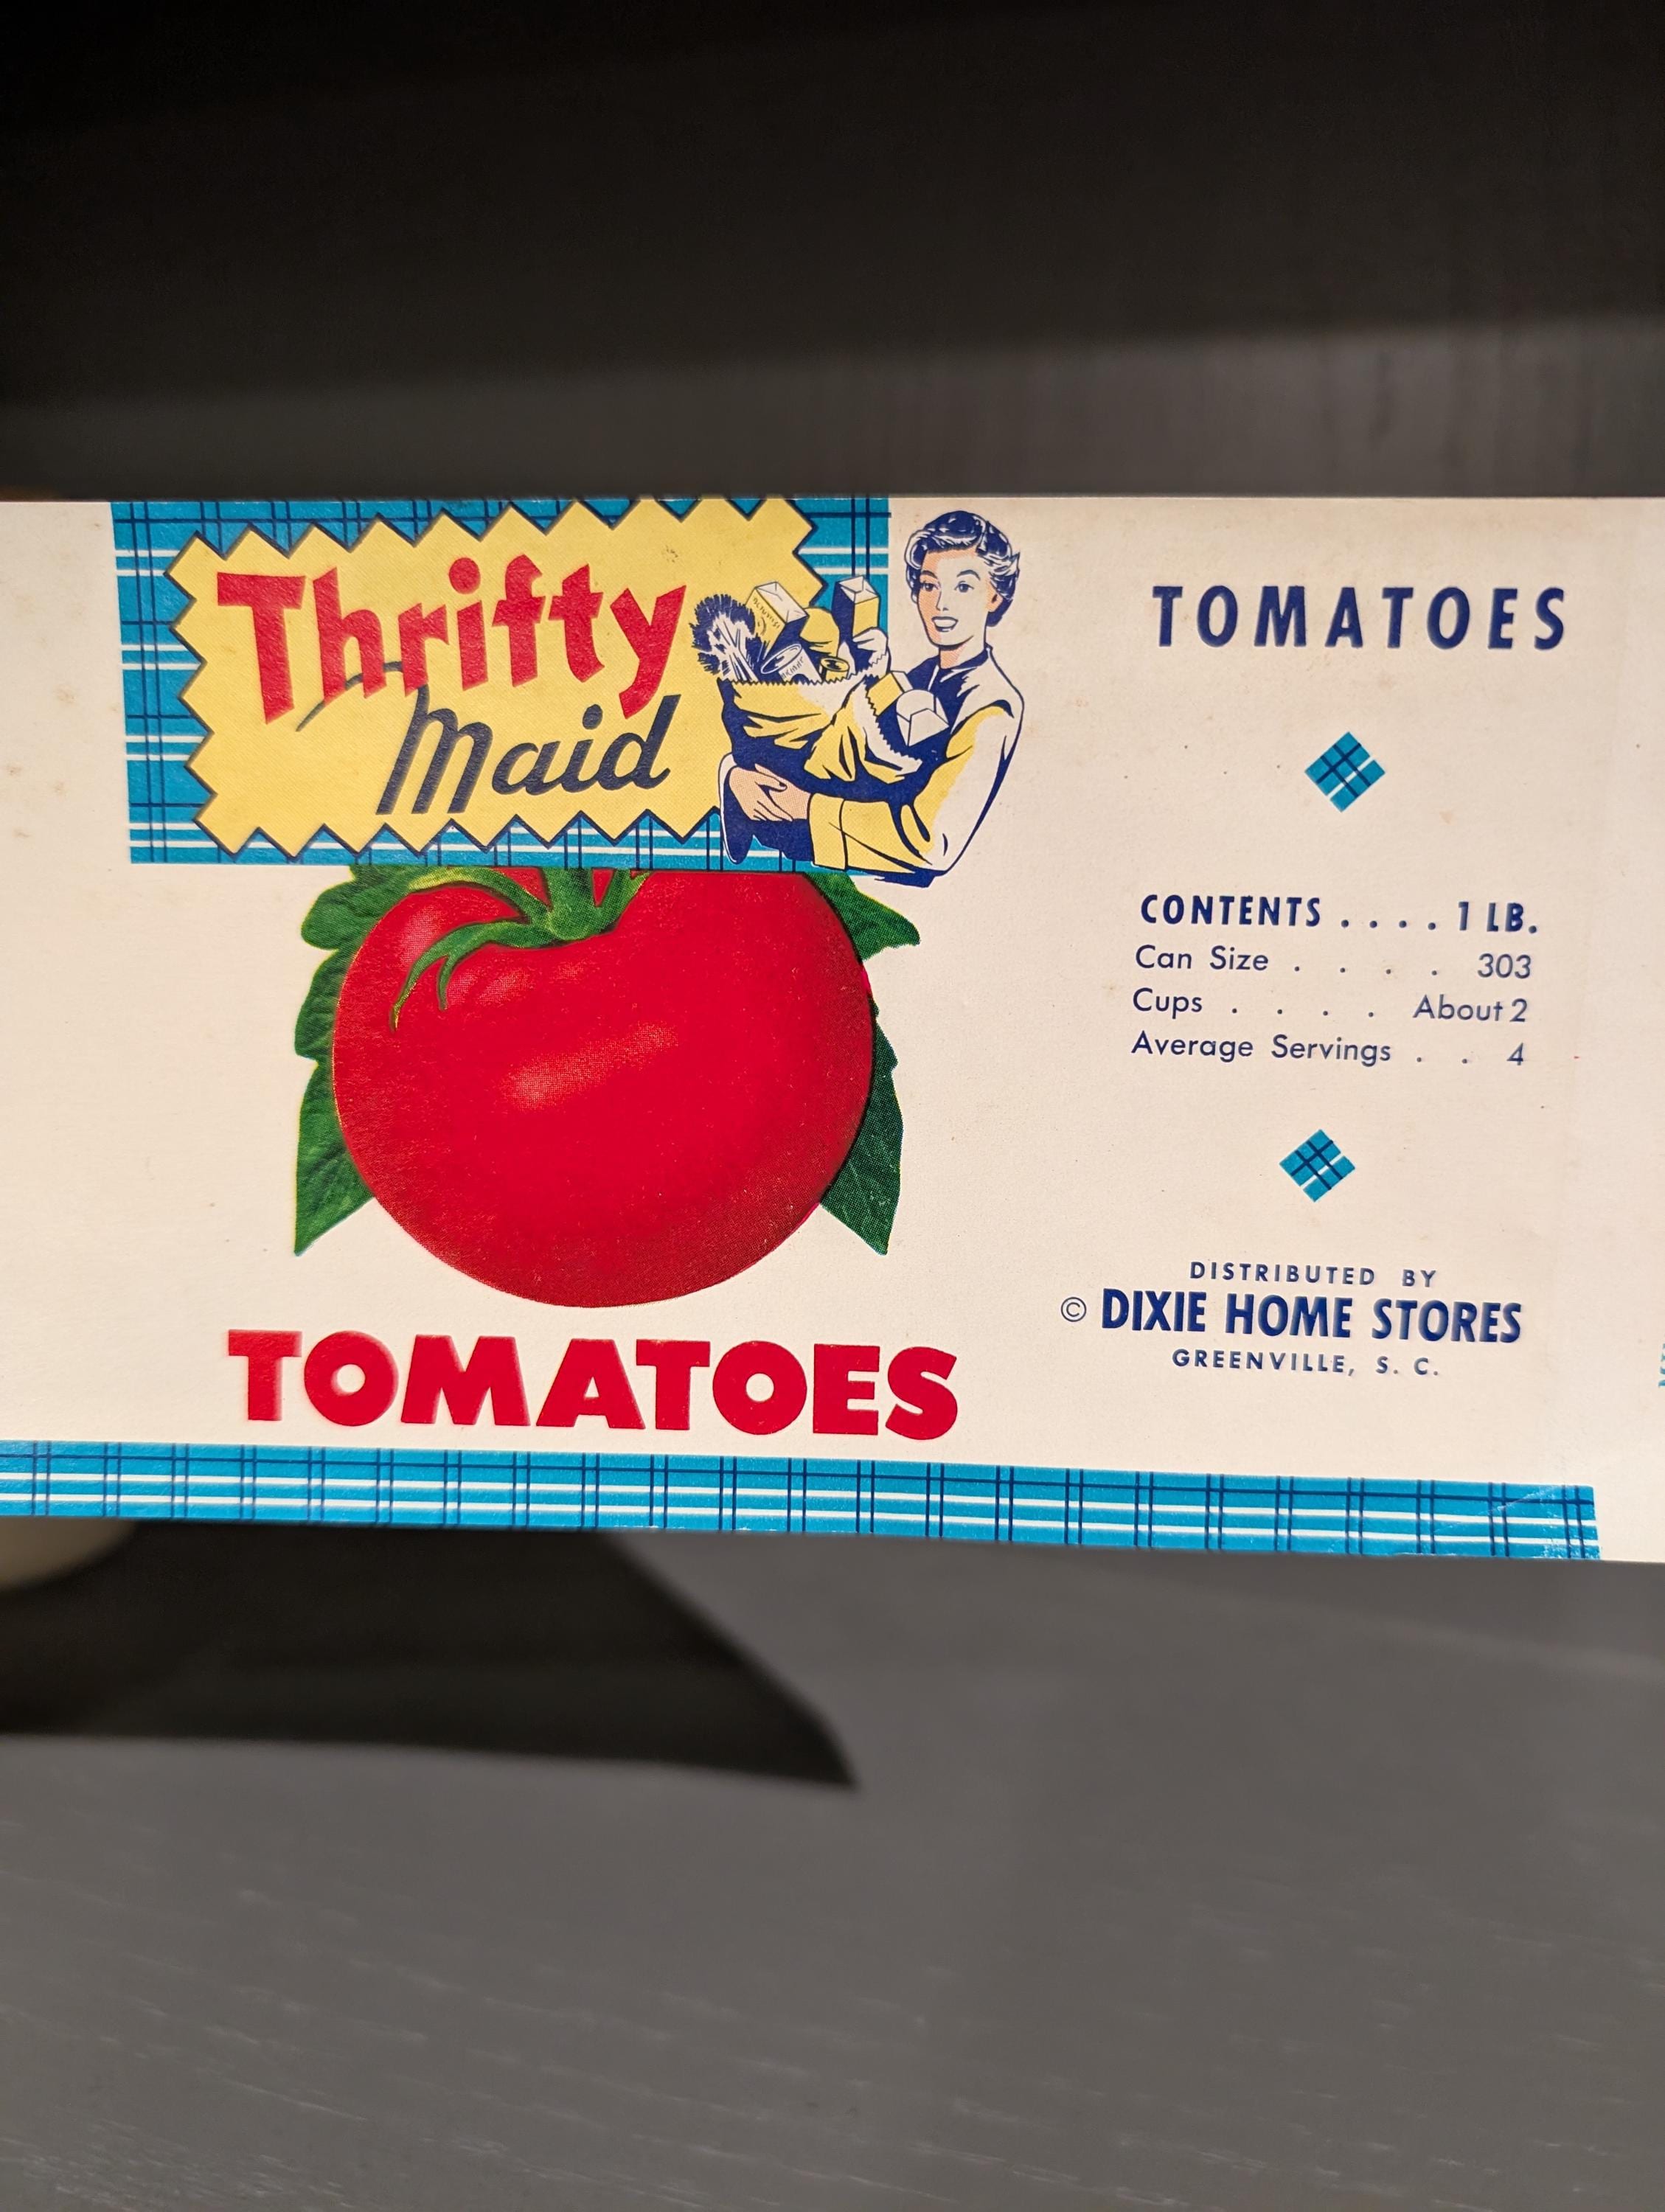 Thrifty
Maid
TOMATOES
TOMATOES
CONTENTS . . . . 1 LB.
Can Size . . . . 303
Cups . . . . About 2
Average Servings . . 4
DISTRIBUTED BY
© DIXIE HOME STORES
GREENVILLE, S. C.